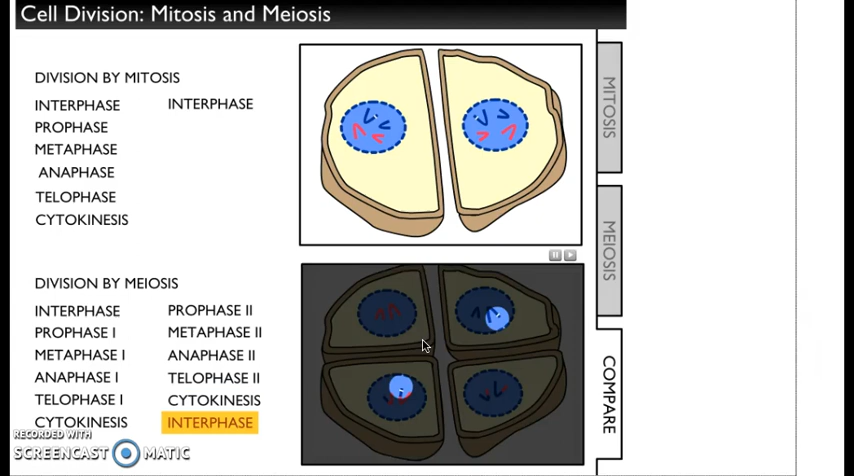 Cell Division: Mitosis and Meiosis
DIVISION BY MITOSIS
INTERPHASE INTERPHASE
PROPHASE
METAPHASE
ANAPHASE
TELOPHASE
CYTOKINESIS
DIVISION BY MEIOSIS
INTERPHASE PROPHASE II
PROPHASE I METAPHASE II
METAPHASE I ANAPHASE II
ANAPHASE I TELOPHASE II
TELOPHASE I CYTOKINESIS
CYTOKINESIS INTERPHASE
MITOSIS
MEIOSIS
COMPARE
RECORDED WITH
SCREENCAST MATIC